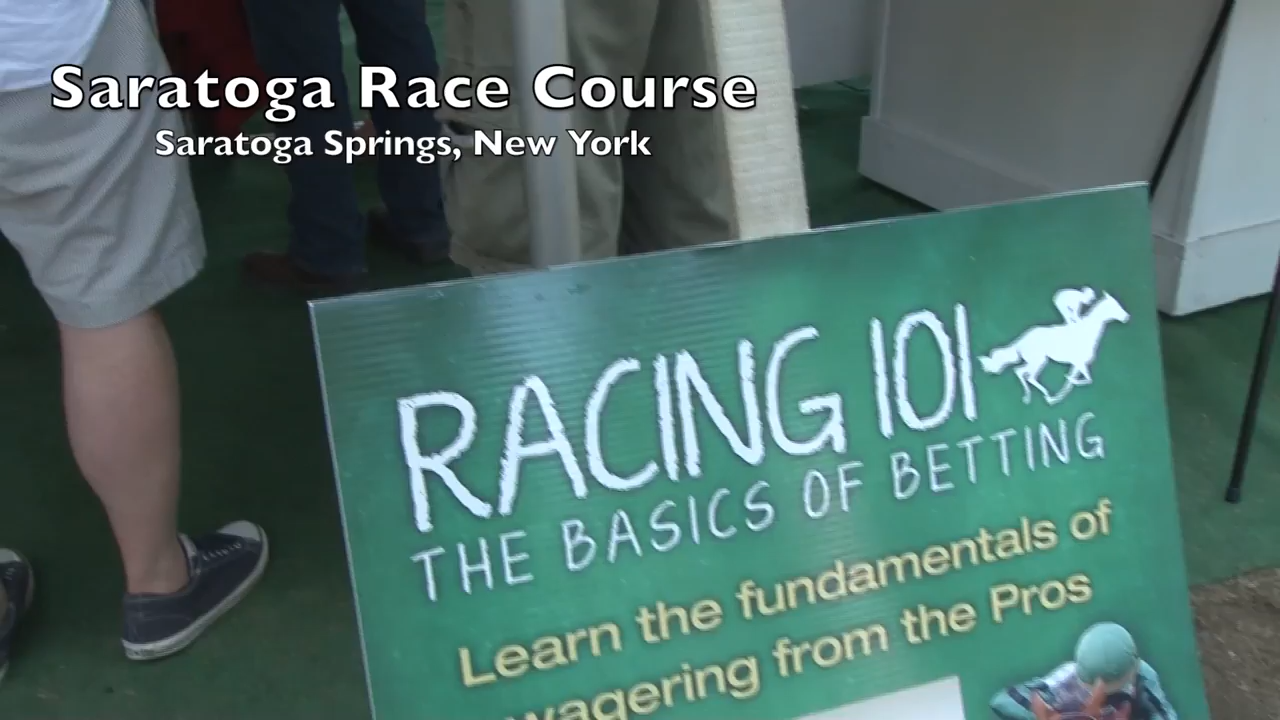 Saratoga Race Course
Saratoga Springs, New York
RACING 101
THE BASICS OF BETTING
Learn the fundamentals of
wagering from the Pros